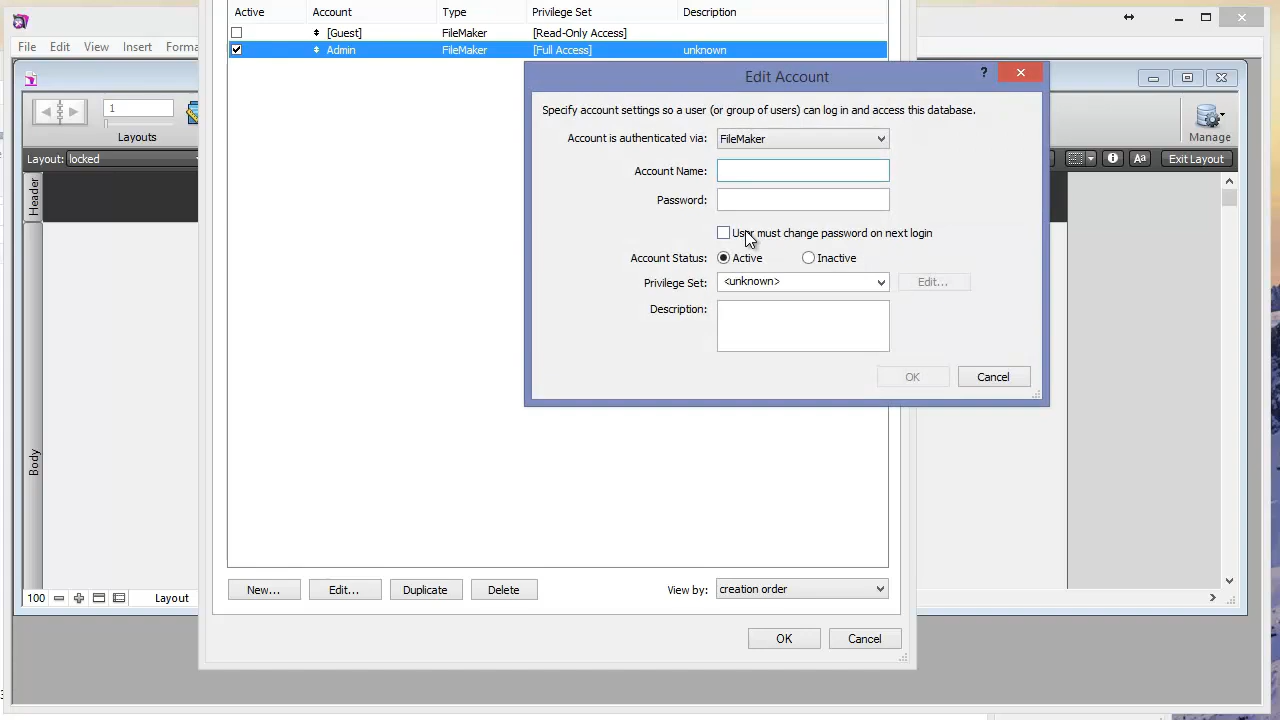 Active Account Type Privilege Set Description
[Guest] FileMaker [Read-Only Access]
Admin FileMaker [Full Access] unknown
File Edit View Insert Forma
Edit Account
?
Specify account settings so a user (or group of users) can log in and access this database.
Account is authenticated via: FileMaker
Account Name:
Password:
User must change password on next login
Account Status: Active Inactive
Privilege Set: <unknown> Edit...
Description:
OK Cancel
1
Layouts
Manage
Layout: locked
Aa Exit Layout
Header
Body
100 Layout
New... Edit... Duplicate Delete View by: creation order
OK Cancel